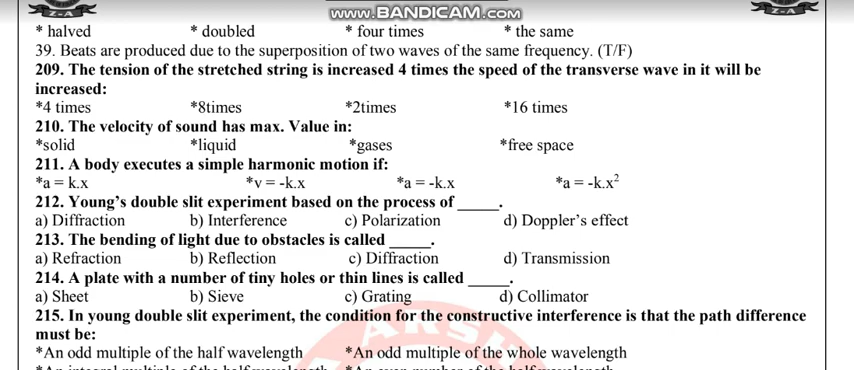 WWW.BANDICAM.COM
Z-A Z-A
* halved * doubled * four times * the same
39. Beats are produced due to the superposition of two waves of the same frequency. (T/F)
209. The tension of the stretched string is increased 4 times the speed of the transverse wave in it will be
increased:
*4 times *8times *2times *16 times
210. The velocity of sound has max. Value in:
*solid *liquid *gases *free space
211. A body executes a simple harmonic motion if:
*a = k.x *v = -k.x *a = -k.x *a = -k.x²
212. Young's double slit experiment based on the process of _____.
a) Diffraction b) Interference c) Polarization d) Doppler's effect
213. The bending of light due to obstacles is called _____.
a) Refraction b) Reflection c) Diffraction d) Transmission
214. A plate with a number of tiny holes or thin lines is called _____.
a) Sheet b) Sieve c) Grating d) Collimator
215. In young double slit experiment, the condition for the constructive interference is that the path difference
must be:
*An odd multiple of the half wavelength *An odd multiple of the whole wavelength